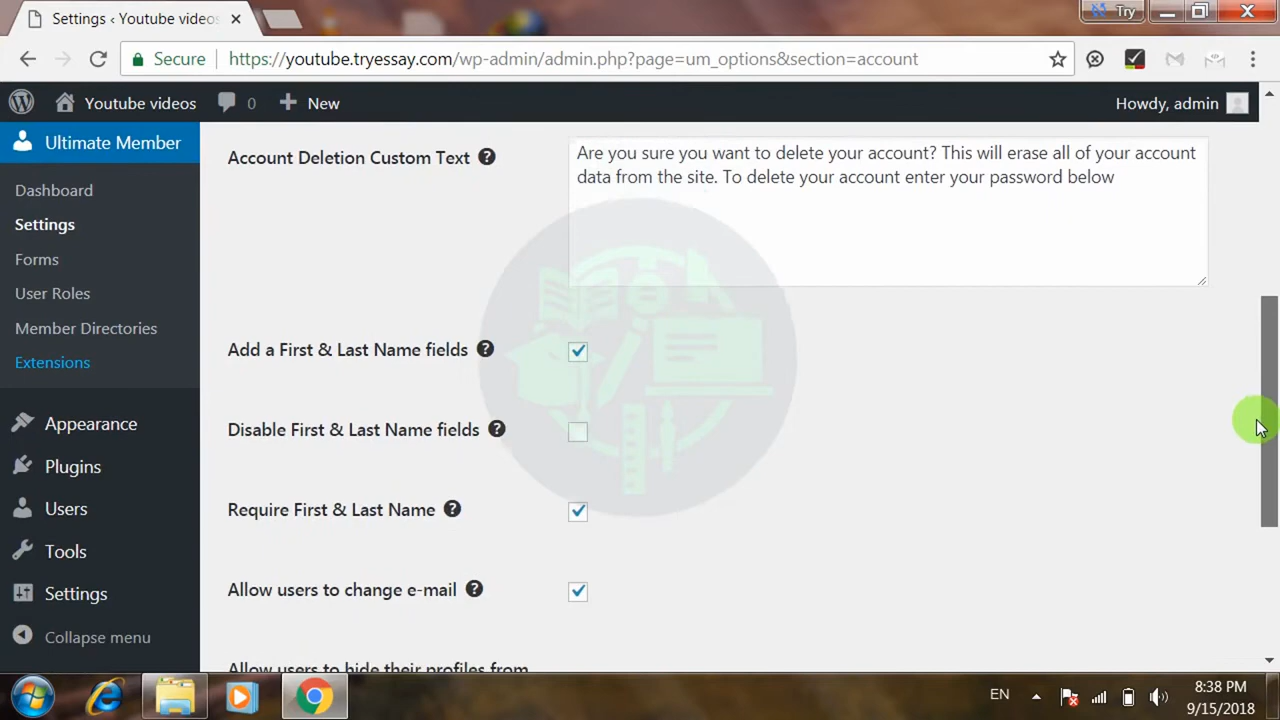 Settings ‹ Youtube videos
Try
Secure
https://youtube.tryessay.com/wp-admin/admin.php?page=um_options&section=account
Youtube videos
0
New
Howdy, admin
Ultimate Member
Dashboard
Settings
Forms
User Roles
Member Directories
Extensions
Appearance
Plugins
Users
Tools
Settings
Collapse menu
Account Deletion Custom Text
Are you sure you want to delete your account? This will erase all of your account
data from the site. To delete your account enter your password below
Add a First & Last Name fields
Disable First & Last Name fields
Require First & Last Name
Allow users to change e-mail
Allow users to hide their profiles from
EN
8:38 PM
9/15/2018